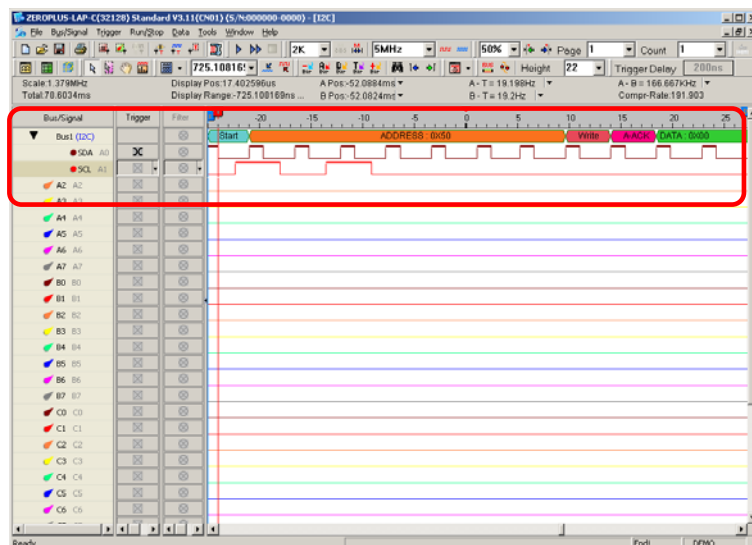 ZEROPLUS-LAP-C(32128) Standard V3.11(CN01) (S/N:000000-0000) - [I2C]
File Bus/Signal Trigger Run/Stop Data Tools Window Help
2K 5MHz 50% Page 1 Count 1
Height 22 Trigger Delay 200ns
Scale:1.379MHz Display Pos:17.402596us A Pos:-52.0884ms A - T = 19.198Hz A - B = 166.667KHz
Total:78.6034ms Display Range:-725.108169ns ... B Pos:-52.0824ms B - T = 19.2Hz Compr-Rate:191.903
Bus/Signal Trigger Filter -20 -15 -10 -5 0 5 10 15 20 25
Bus1 (I2C) Start ADDRESS : 0X50 Write A-ACK DATA : 0X00
SDA A0
SCL A1
A2 A2
A3 A3
A4 A4
A5 A5
A6 A6
A7 A7
B0 B0
B1 B1
B2 B2
B3 B3
B4 B4
B5 B5
B6 B6
B7 B7
C0 C0
C1 C1
C2 C2
C3 C3
C4 C4
C5 C5
C6 C6
Ready End! DEMO